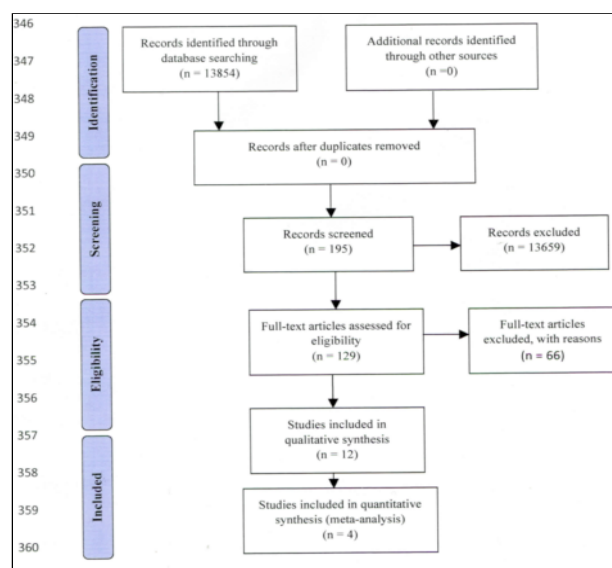 346
347
348
349
350
351
352
353
354
355
356
357
358
359
360
Identification
Screening
Eligibility
Included
Records identified through
database searching
(n = 13854)
Additional records identified
through other sources
(n =0)
Records after duplicates removed
(n = 0)
Records screened
(n = 195)
Records excluded
(n = 13659)
Full-text articles assessed for
eligibility
(n = 129)
Full-text articles
excluded, with reasons
(n = 66)
Studies included in
qualitative synthesis
(n = 12)
Studies included in quantitative
synthesis (meta-analysis)
(n = 4)